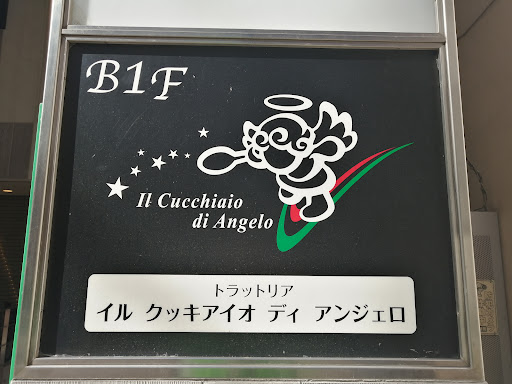 B1F
Il Cucchiaio
di Angelo
トラットリア
イル クッキアイオ ディ アンジェロ